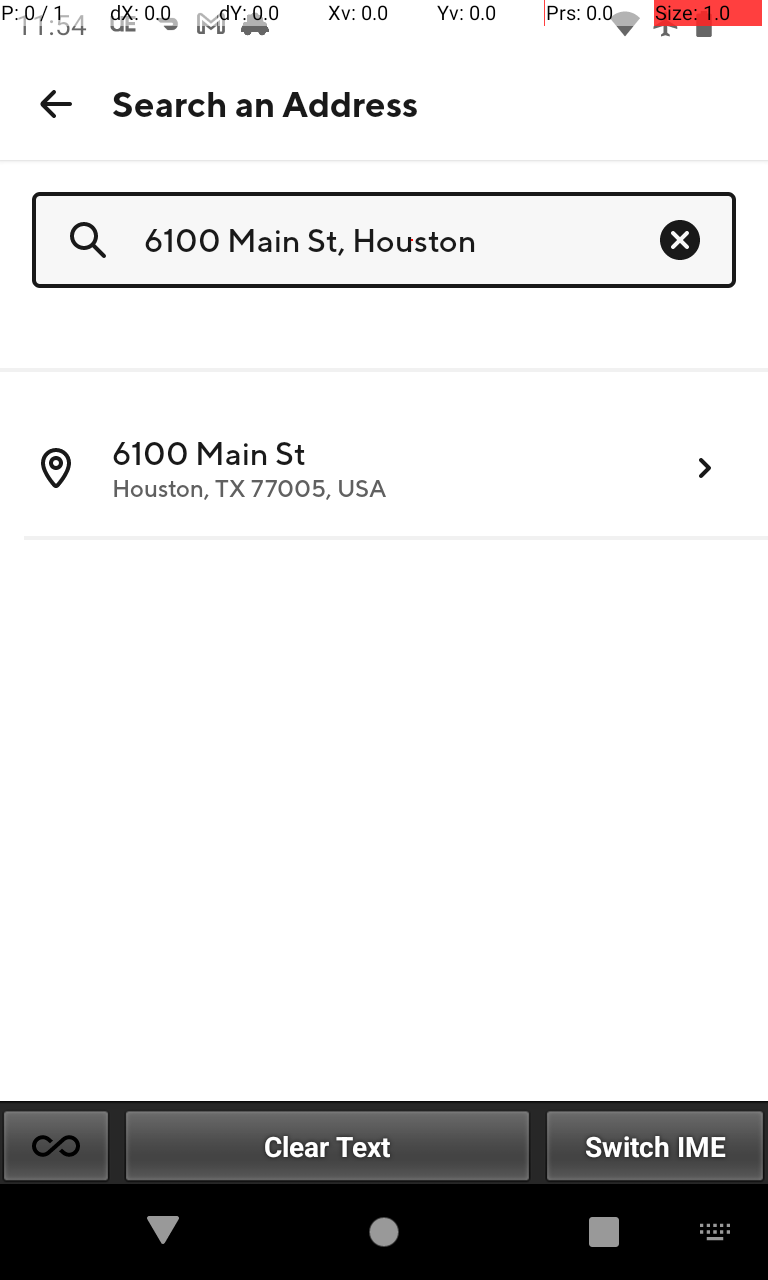 P: 0 / 1 dX: 0.0 dY: 0.0 Xv: 0.0 Yv: 0.0 Prs: 0.0 Size: 1.0
11:54
Search an Address
6100 Main St, Houston
6100 Main St
Houston, TX 77005, USA
Clear Text Switch IME